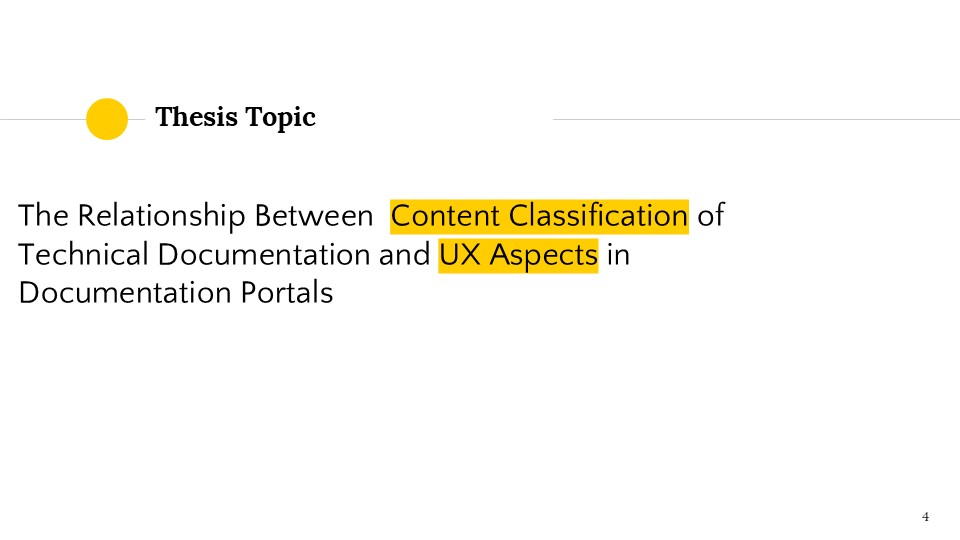 Thesis Topic
The Relationship Between Content Classification of
Technical Documentation and UX Aspects in
Documentation Portals
4